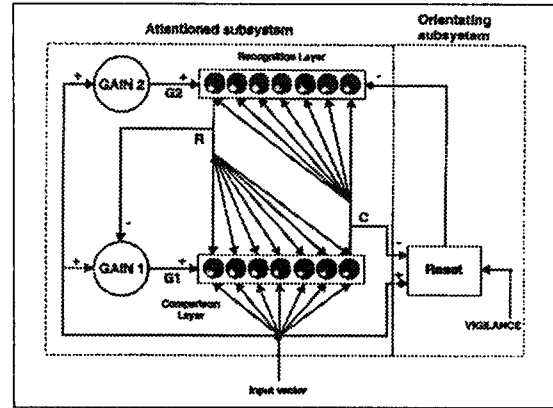 Attentioned subsystem
Orientating
subsystem
Recognition Layer
+
GAIN 2
+
G2
-
R
C
-
-
+
GAIN 1
+
G1
+
Reset
Comparison
Layer
VIGILANCE
Input vector